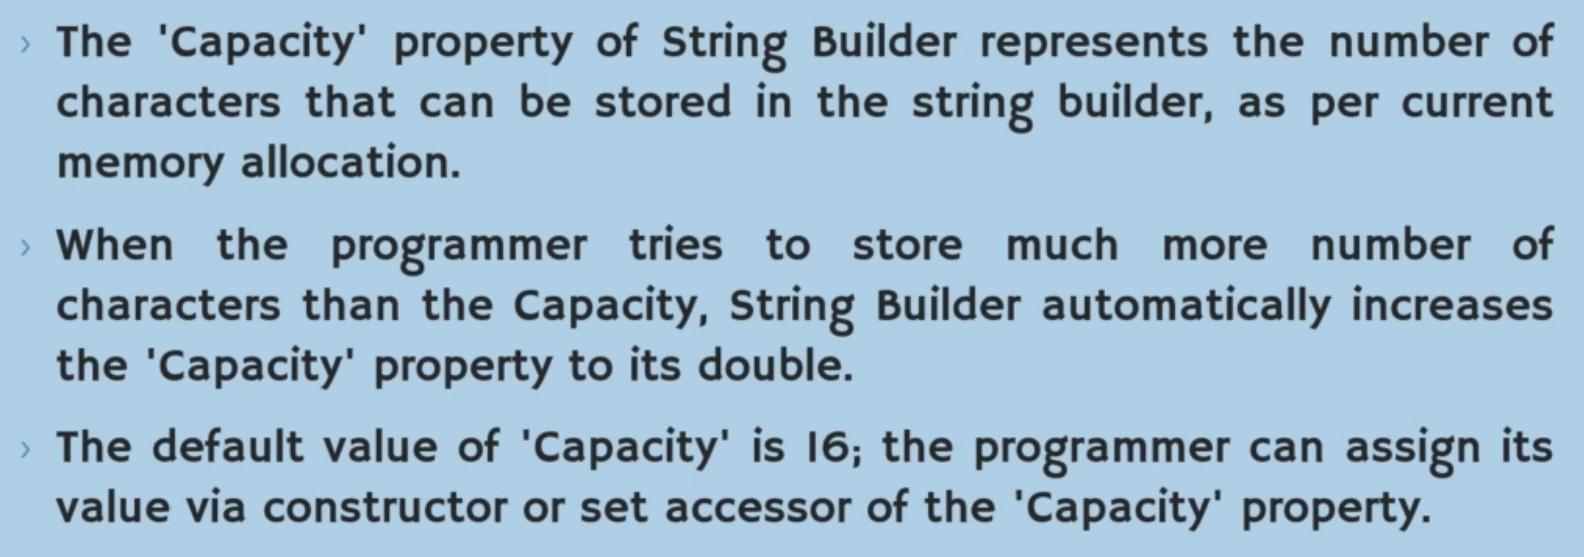 › The 'Capacity' property of String Builder represents the number of
characters that can be stored in the string builder, as per current
memory allocation.
› When the programmer tries to store much more number of
characters than the Capacity, String Builder automatically increases
the 'Capacity' property to its double.
› The default value of 'Capacity' is 16; the programmer can assign its
value via constructor or set accessor of the 'Capacity' property.